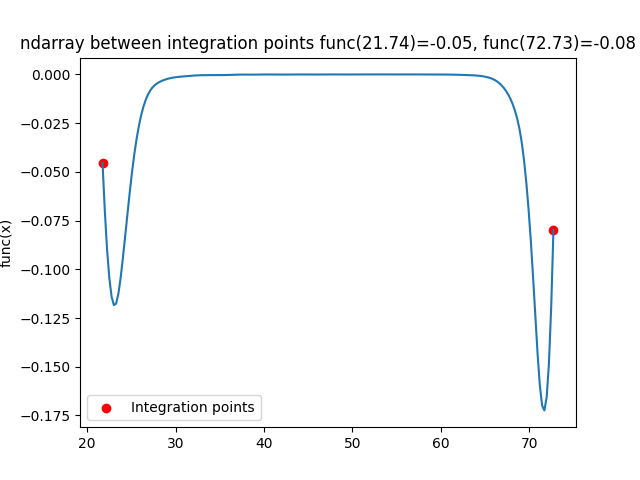 ndarray between integration points func(21.74)=-0.05, func(72.73)=-0.08
0.000
−0.025
−0.050
−0.075
−0.100
−0.125
−0.150
−0.175
func(x)
Integration points
20 30 40 50 60 70